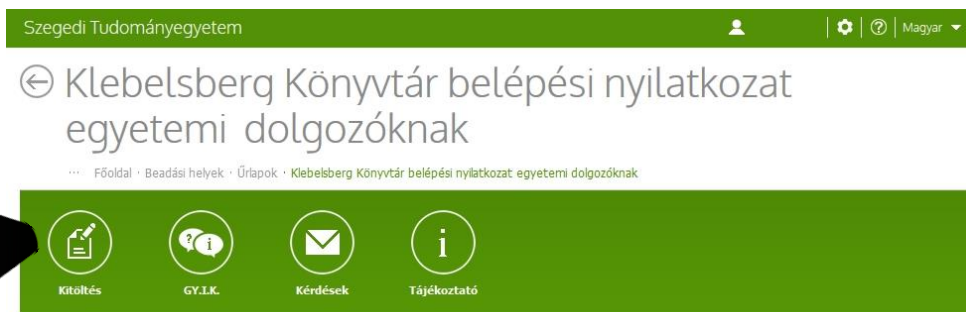 Szegedi Tudományegyetem
Magyar
Klebelsberg Könyvtár belépési nyilatkozat
egyetemi dolgozóknak
... Főoldal · Beadási helyek · Űrlapok · Klebelsberg Könyvtár belépési nyilatkozat egyetemi dolgozóknak
Kitöltés GY.I.K. Kérdések Tájékoztató